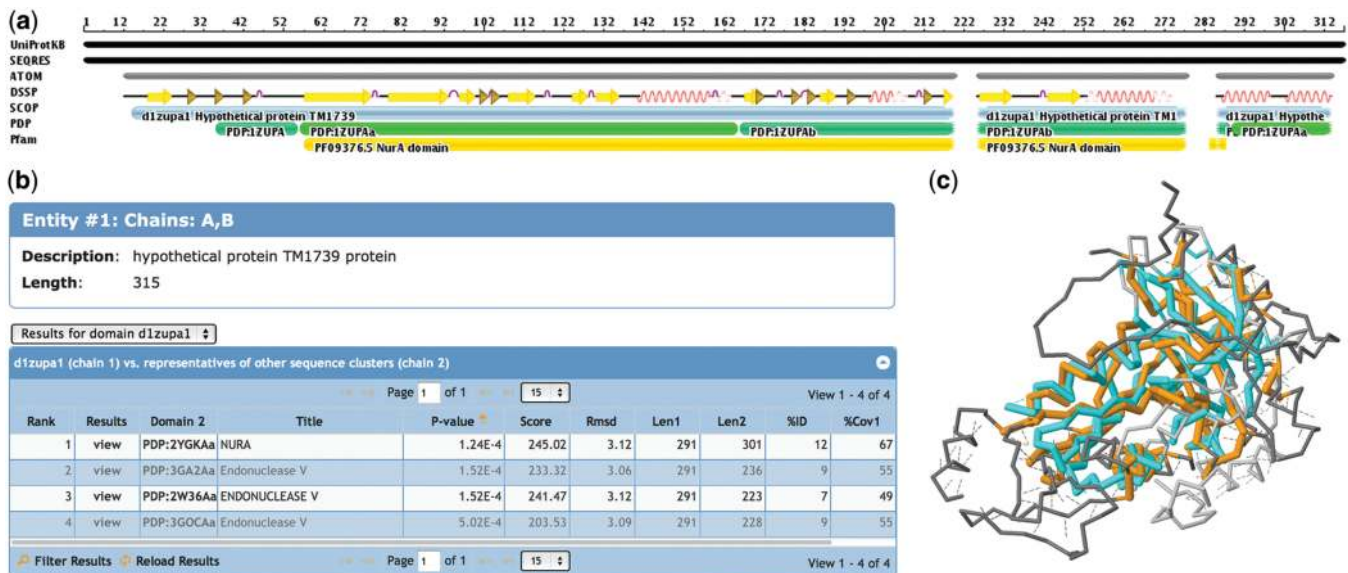 (a)
1 12 22 32 42 52 62 72 82 92 102 112 122 132 142 152 162 172 182 192 202 212 222 232 242 252 262 272 282 292 302 312
UniProtKB
SEQRES
ATOM
DSSP
SCOP d1zupa1 Hypothetical protein TM1739 d1zupa1 Hypothetical protein TM1 d1zupa1 Hypothe
PDP PDP:1ZUPA PDP:1ZUPAa PDP:1ZUPAb PDP:1ZUPAb P. PDP:1ZUPAa
Pfam PF09376.5 NurA domain PF09376.5 NurA domain
(b)
Entity #1: Chains: A,B
Description: hypothetical protein TM1739 protein
Length: 315
Results for domain d1zupa1
d1zupa1 (chain 1) vs. representatives of other sequence clusters (chain 2)
Page 1 of 1 15 View 1 - 4 of 4
Rank Results Domain 2 Title P-value Score Rmsd Len1 Len2 %ID %Cov1
1 view PDP:2YGKAa NURA 1.24E-4 245.02 3.12 291 301 12 67
2 view PDP:3GA2Aa Endonuclease V 1.52E-4 233.32 3.06 291 236 9 55
3 view PDP:2W36Aa ENDONUCLEASE V 1.52E-4 241.47 3.12 291 223 7 49
4 view PDP:3GOCAa Endonuclease V 5.02E-4 203.53 3.09 291 228 9 55
Filter Results Reload Results Page 1 of 1 15 View 1 - 4 of 4
(c)